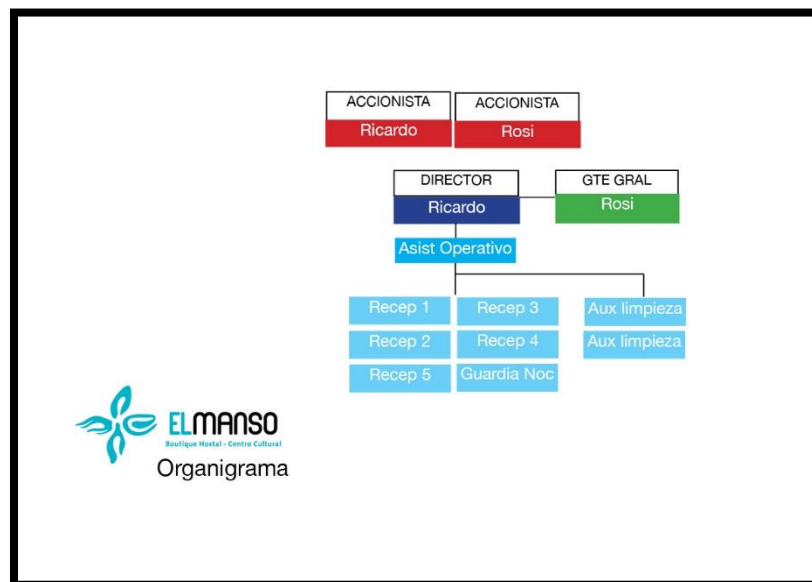 ACCIONISTA ACCIONISTA
Ricardo Rosi
DIRECTOR GTE GRAL
Ricardo Rosi
Asist Operativo
Recep 1 Recep 3 Aux limpieza
Recep 2 Recep 4 Aux limpieza
Recep 5 Guardia Noc
ELMANSO
Boutique Hostal - Centro Cultural
Organigrama